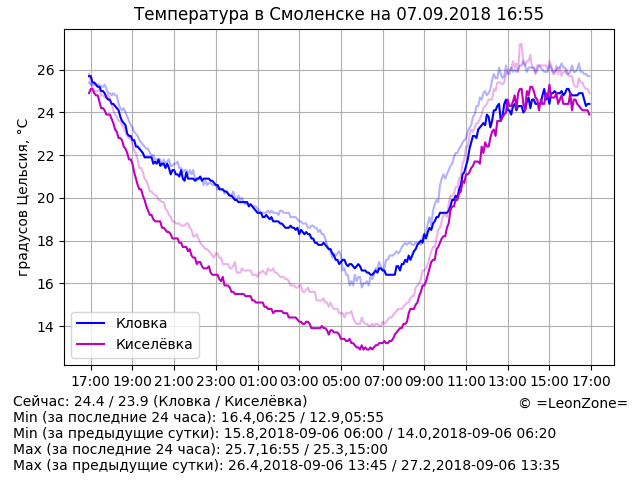 Температура в Смоленске на 07.09.2018 16:55
градусов Цельсия, °C
26
24
22
20
18
16
14
Кловка
Киселёвка
17:00 19:00 21:00 23:00 01:00 03:00 05:00 07:00 09:00 11:00 13:00 15:00 17:00
Сейчас: 24.4 / 23.9 (Кловка / Киселёвка)
© =LeonZone=
Min (за последние 24 часа): 16.4,06:25 / 12.9,05:55
Min (за предыдущие сутки): 15.8,2018-09-06 06:00 / 14.0,2018-09-06 06:20
Max (за последние 24 часа): 25.7,16:55 / 25.3,15:00
Max (за предыдущие сутки): 26.4,2018-09-06 13:45 / 27.2,2018-09-06 13:35